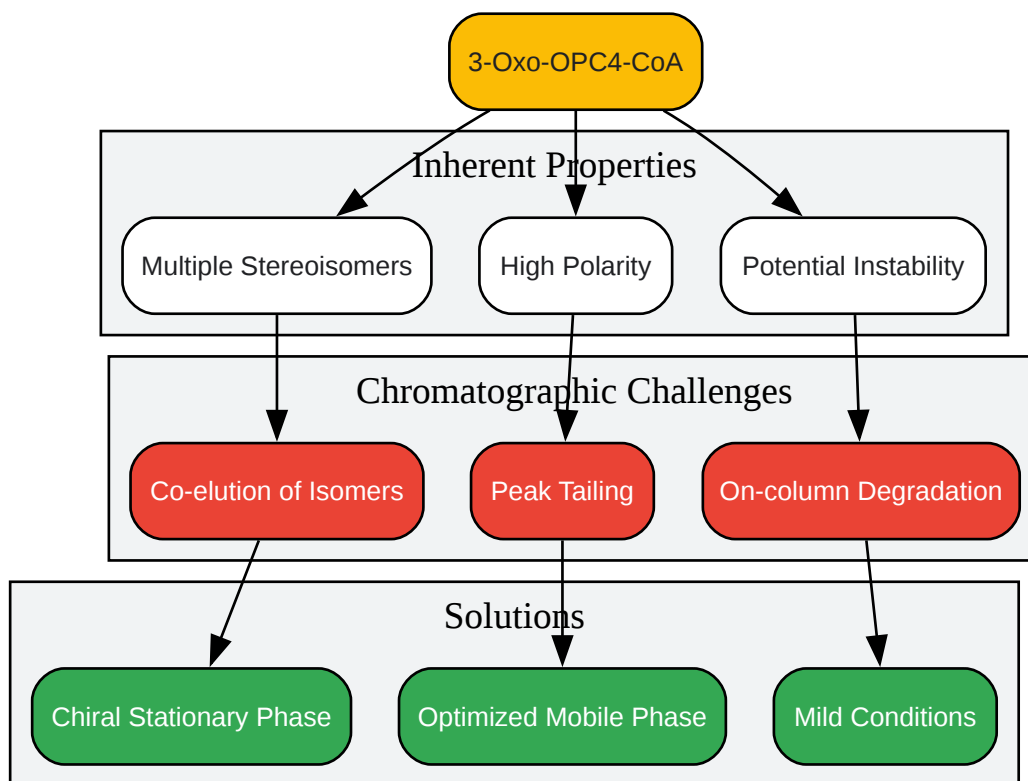 3-Oxo-OPC4-CoA
Inherent Properties
Multiple Stereoisomers
High Polarity
Potential Instability
Chromatographic Challenges
Co-elution of Isomers
Peak Tailing
On-column Degradation
Solutions
Chiral Stationary Phase
Optimized Mobile Phase
Mild Conditions